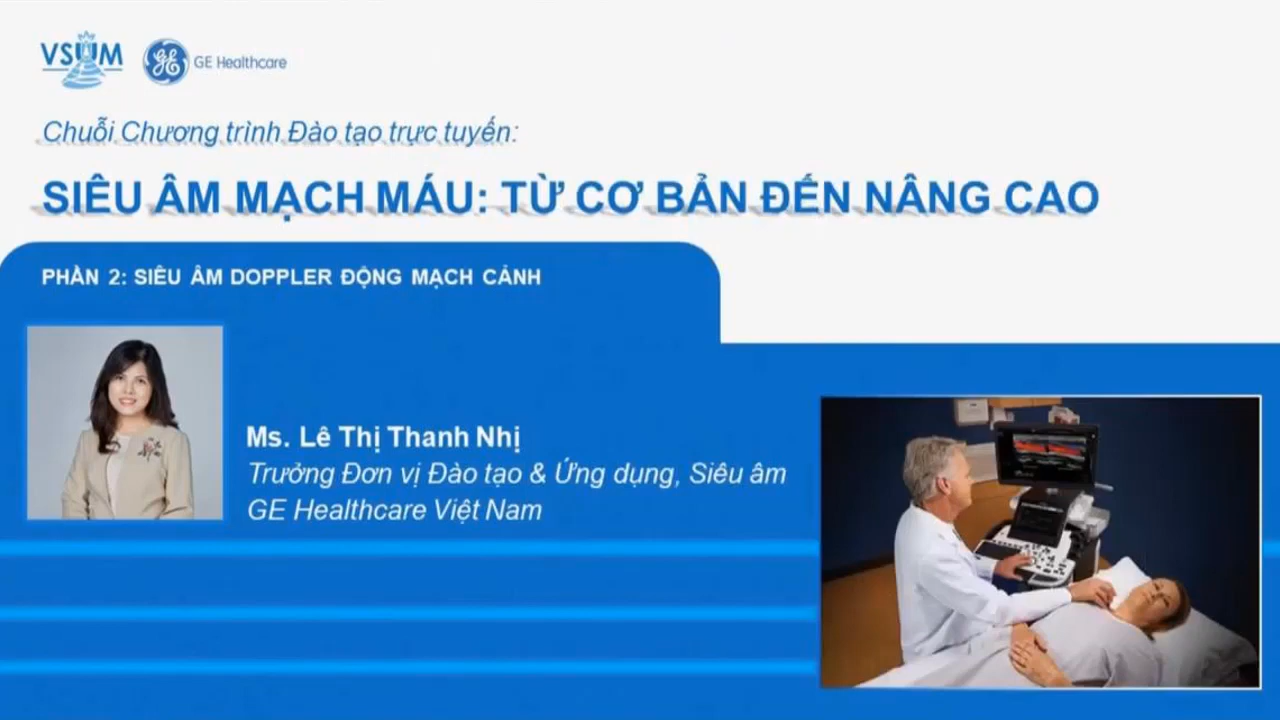 VSUM
GE Healthcare
Chuỗi Chương trình Đào tạo trực tuyến:
SIÊU ÂM MẠCH MÁU: TỪ CƠ BẢN ĐẾN NÂNG CAO
PHẦN 2: SIÊU ÂM DOPPLER ĐỘNG MẠCH CẢNH
Ms. Lê Thị Thanh Nhị
Trưởng Đơn vị Đào tạo & Ứng dụng, Siêu âm
GE Healthcare Việt Nam